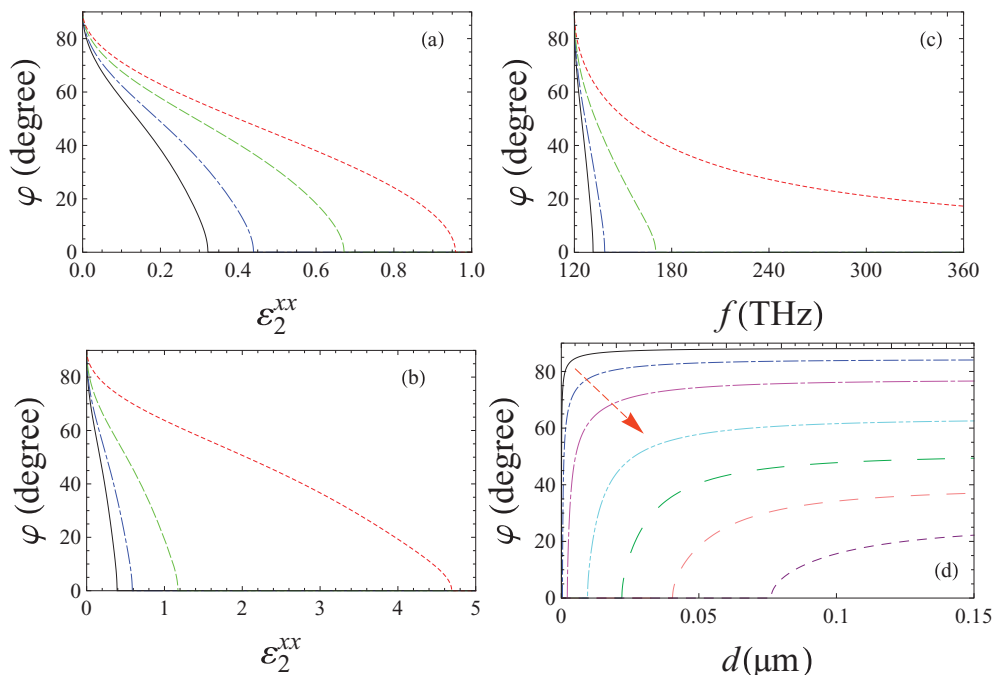 (a)
80
60
40
20
0
φ (degree)
0.0 0.2 0.4 0.6 0.8 1.0
ε₂ˣˣ
(c)
80
60
40
20
0
φ (degree)
120 180 240 300 360
f (THz)
(b)
80
60
40
20
0
φ (degree)
0 1 2 3 4 5
ε₂ˣˣ
80
60
40
20
0
φ (degree)
(d)
0 0.05 0.1 0.15
d (μm)